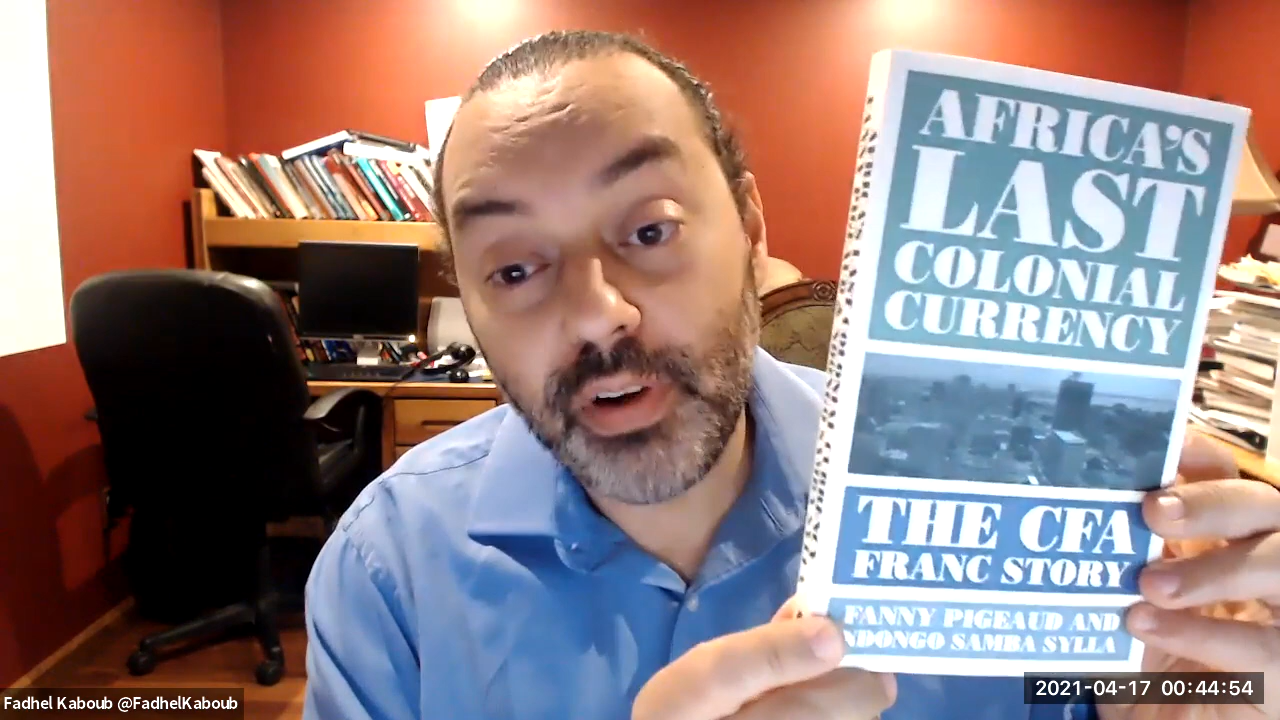 AFRICA'S
LAST
COLONIAL
CURRENCY
THE CFA
FRANC STORY
FANNY PIGEAUD AND
NDONGO SAMBA SYLLA
Fadhel Kaboub @FadhelKaboub
2021-04-17 00:44:54